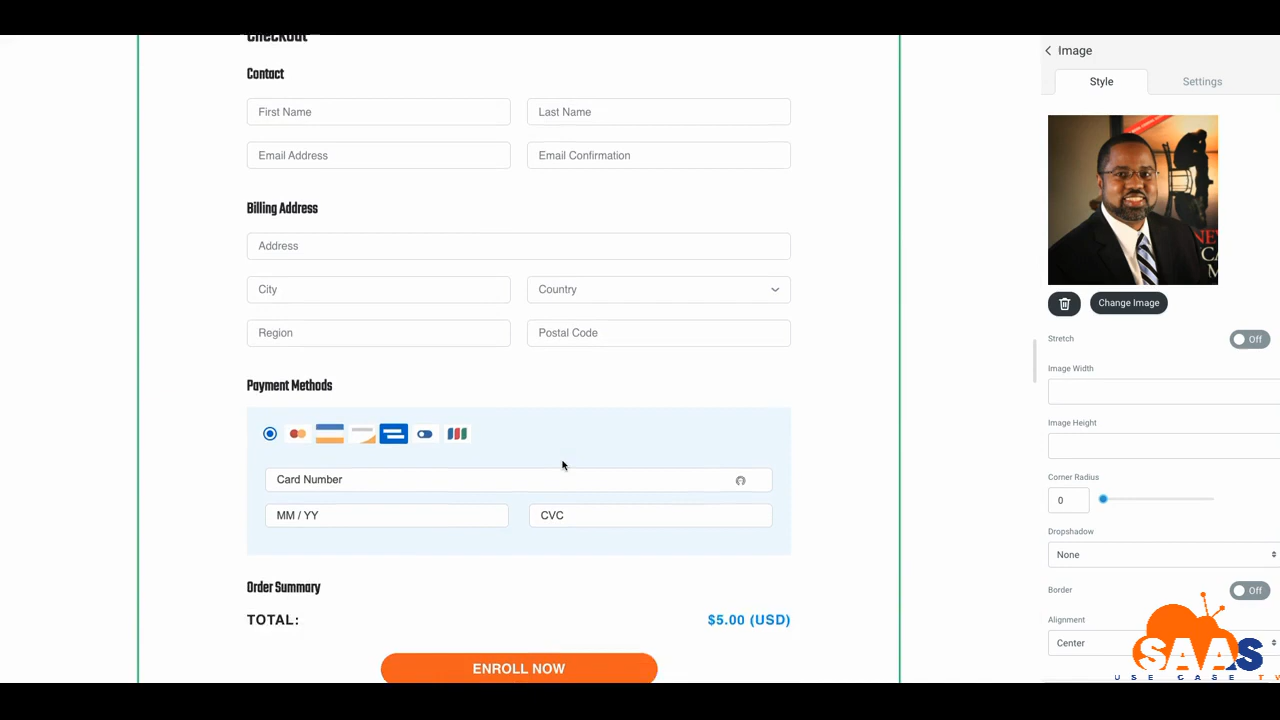 Checkout
Contact
First Name
Last Name
Email Address
Email Confirmation
Billing Address
Address
City
Country
Region
Postal Code
Payment Methods
Card Number
MM / YY
CVC
Order Summary
TOTAL:
$5.00 (USD)
ENROLL NOW
Image
Style
Settings
Change Image
Stretch
Off
Image Width
Image Height
Corner Radius
0
Dropshadow
None
Border
Off
Alignment
Center
SAAS
USE CASE